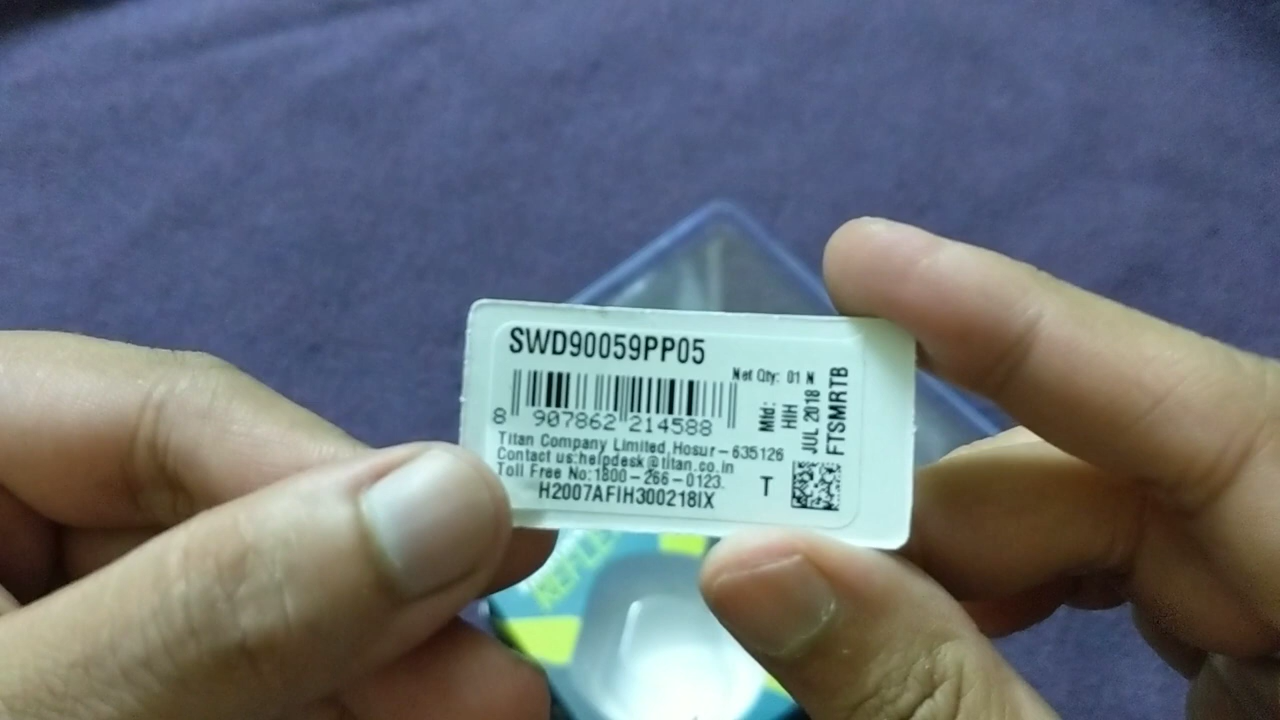 SWD90059PP05
Net Qty: 01 N
8 907862 214588
Titan Company Limited, Hosur-635126
Contact us:helpdesk@titan.co.in
Toll Free No:1800-266-0123.
H2007AFIH300218IX
T
Mfd:
HIH
JUL 2018
FTSMRTB
REFLE